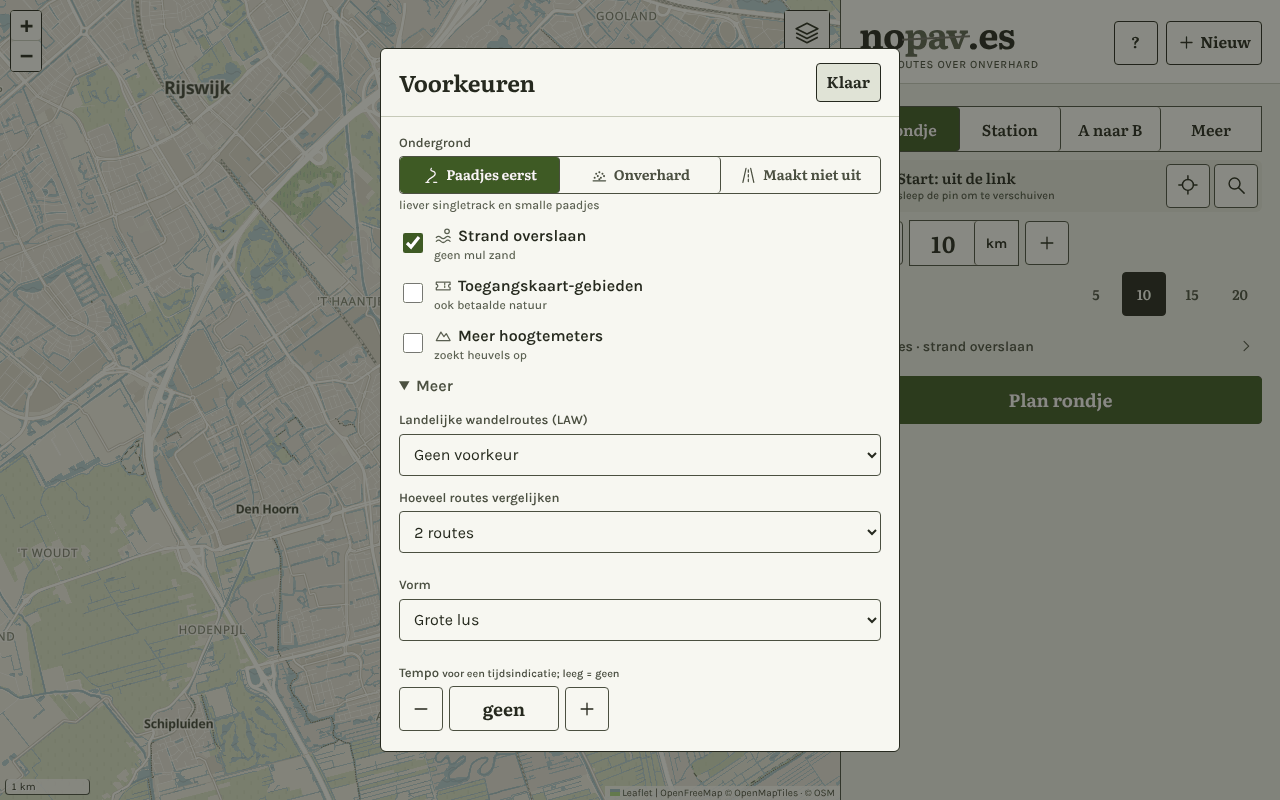 +
−
GOOLAND
Rijswijk
'T HAANTJE
Den Hoorn
'T WOUDT
HODENPIJL
ND
Schipluiden
1 km
Leaflet | OpenFreeMap © OpenMapTiles · © OSM
Voorkeuren
Klaar
Ondergrond
Paadjes eerst
Onverhard
Maakt niet uit
liever singletrack en smalle paadjes
Strand overslaan
geen mul zand
Toegangskaart-gebieden
ook betaalde natuur
Meer hoogtemeters
zoekt heuvels op
▼ Meer
Landelijke wandelroutes (LAW)
Geen voorkeur
Hoeveel routes vergelijken
2 routes
Vorm
Grote lus
Tempo voor een tijdsindicatie; leeg = geen
−
geen
+
nopav.es
OUTES OVER ONVERHARD
?
+ Nieuw
ondje
Station
A naar B
Meer
Start: uit de link
sleep de pin om te verschuiven
10
km
+
5
10
15
20
es · strand overslaan
Plan rondje